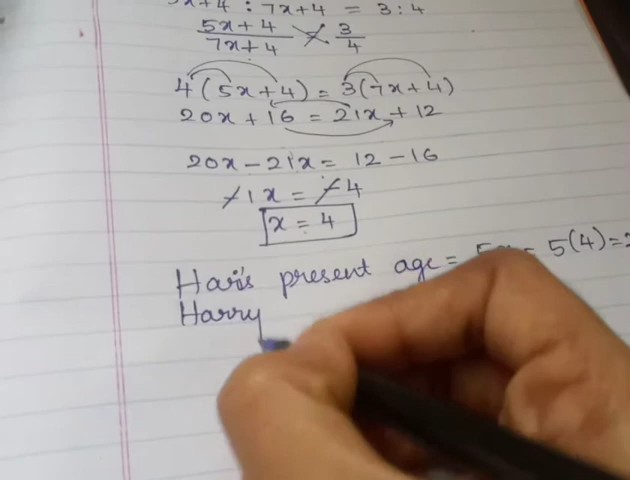 5x+4 : 7x+4 = 3:4
5x+4 3
7x+4 4
4(5x+4) = 3(7x+4)
20x + 16 = 21x + 12
20x - 21x = 12 - 16
-1x = -4
x = 4
Hari's present age = = 5(4) =
Harry